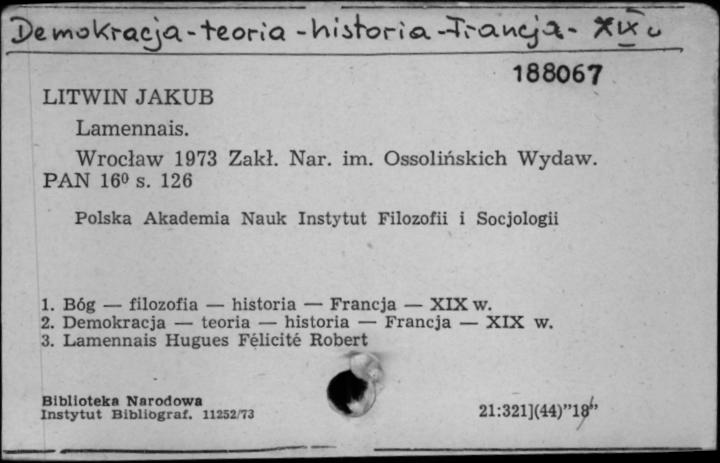 Demokracja-teoria-historia-Francja-XIX w
188067
LITWIN JAKUB
Lamennais.
Wrocław 1973 Zakł. Nar. im. Ossolińskich Wydaw.
PAN 16⁰ s. 126
Polska Akademia Nauk Instytut Filozofii i Socjologii
1. Bóg — filozofia — historia — Francja — XIX w.
2. Demokracja — teoria — historia — Francja — XIX w.
3. Lamennais Hugues Félicité Robert
Biblioteka Narodowa
Instytut Bibliograf. 11252/73
21:321](44)”18”